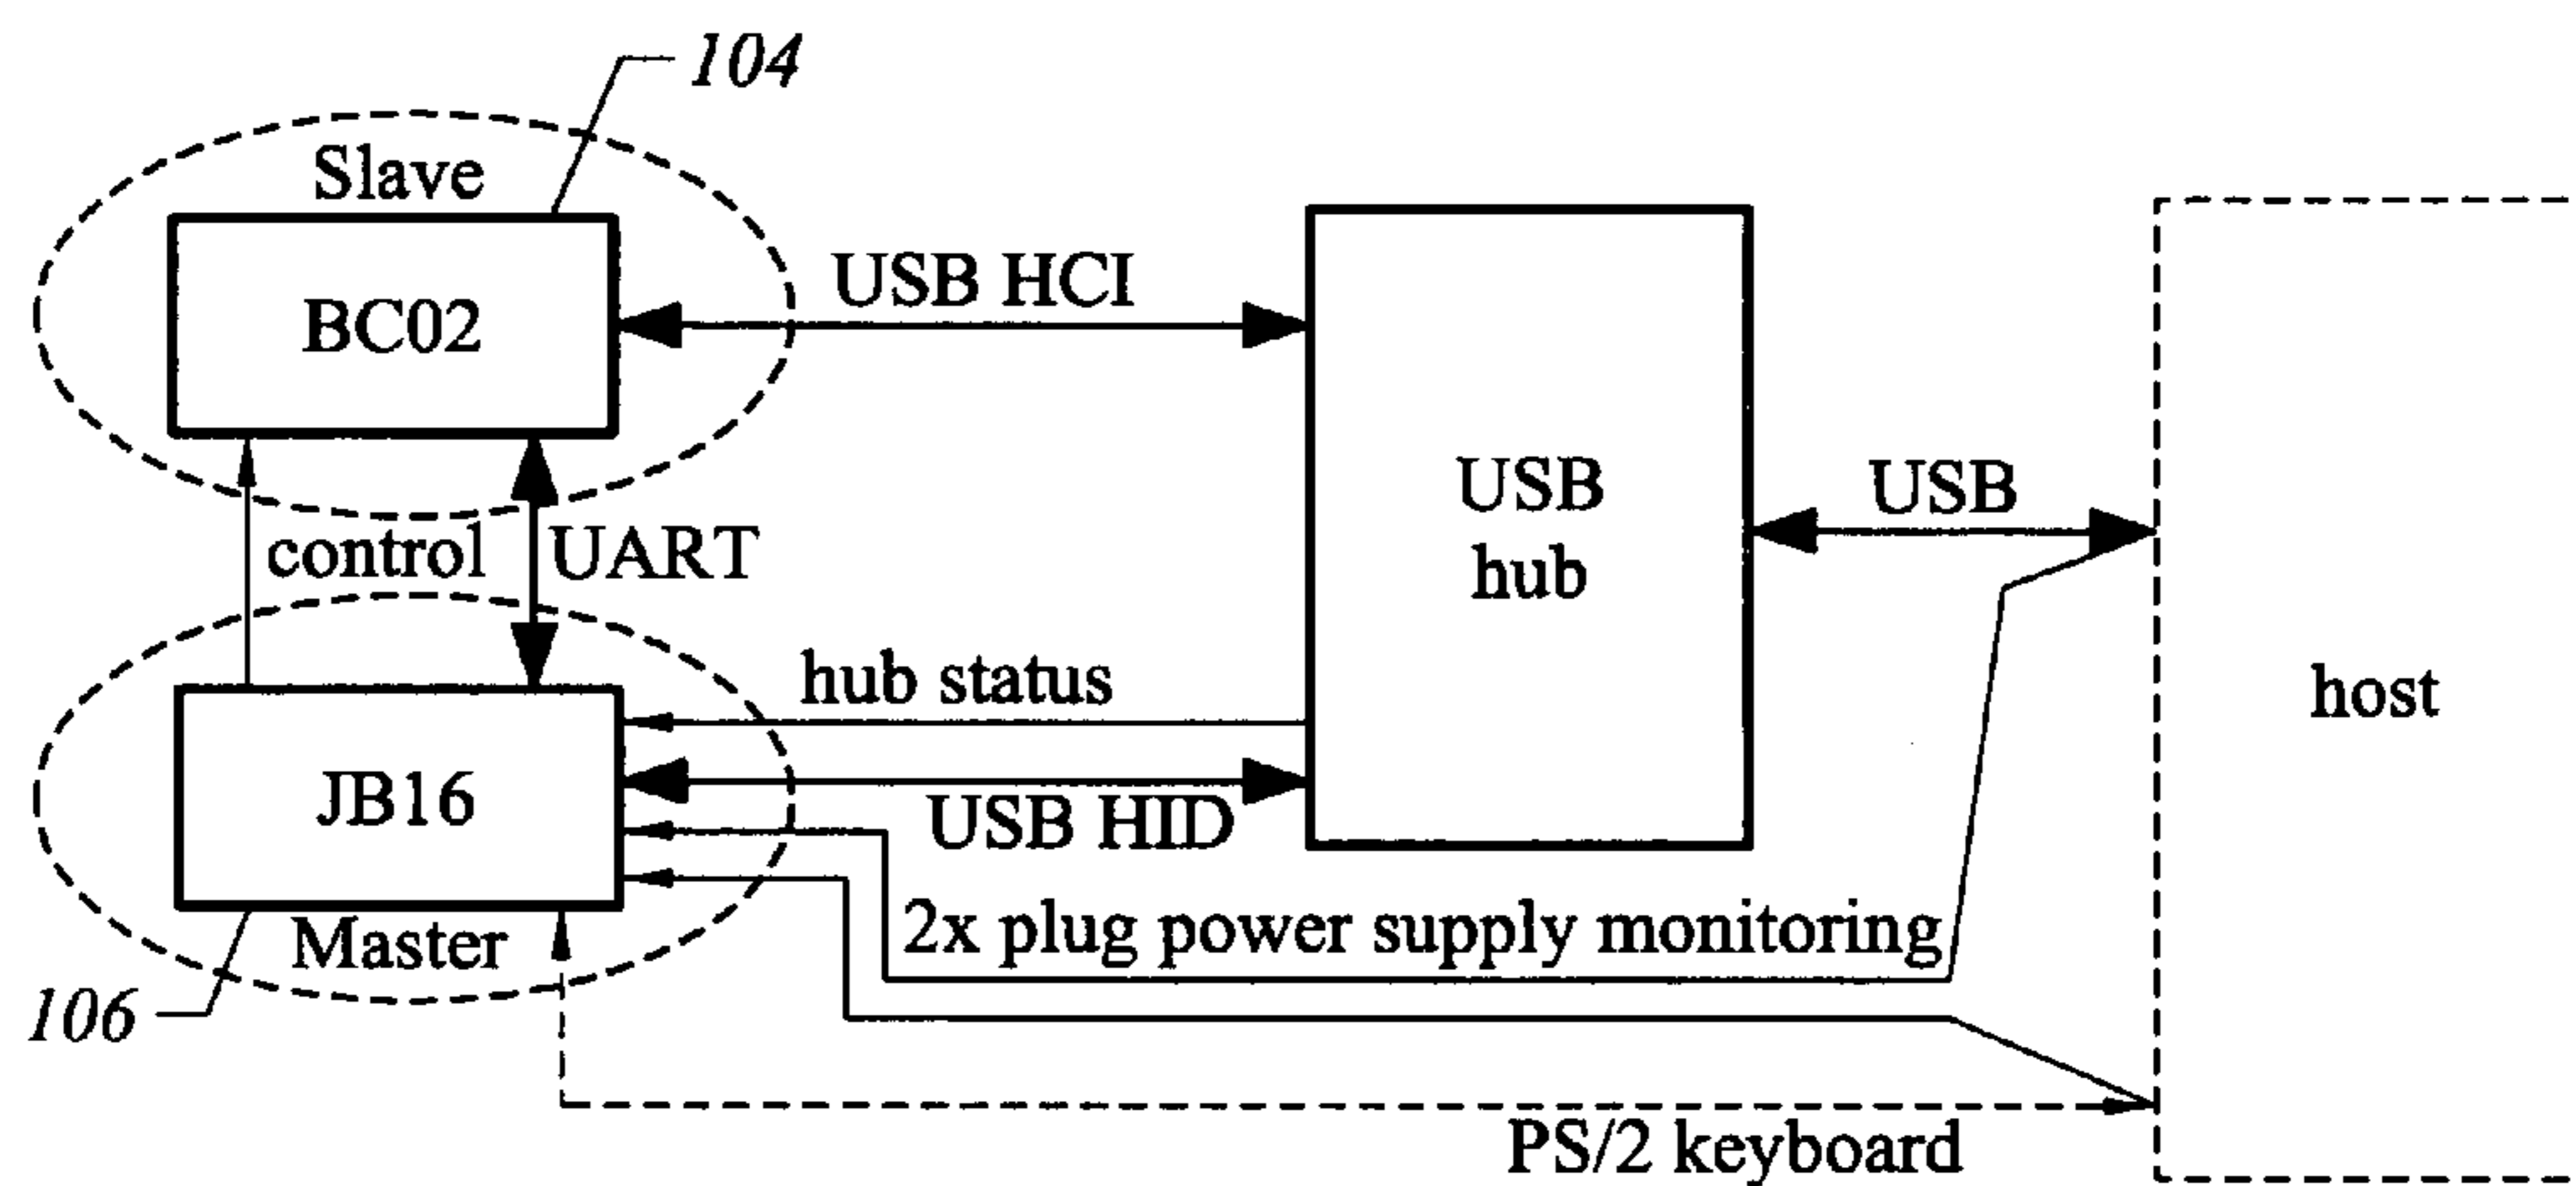 104
Slave
BC02
USB HCI
USB
hub
USB
control
UART
hub status
host
JB16
USB HID
Master
2x plug power supply monitoring
106
PS/2 keyboard